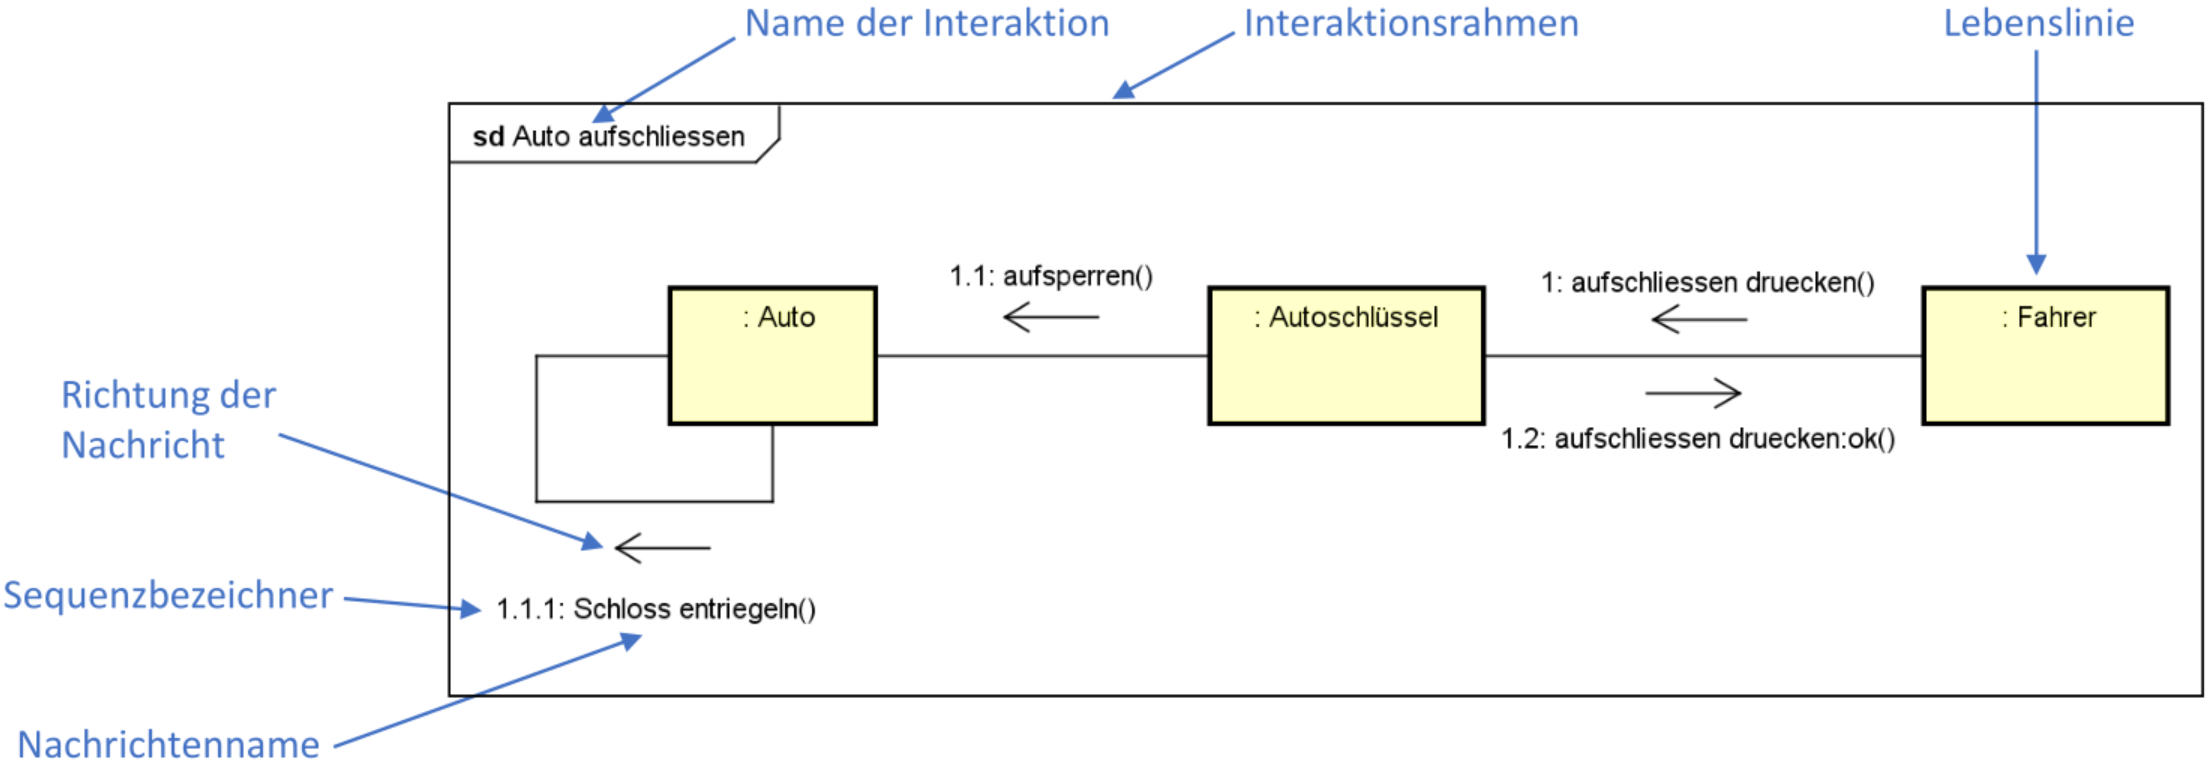 Name der Interaktion
Interaktionsrahmen
Lebenslinie
sd Auto aufschliessen
1.1: aufsperren()
1: aufschliessen druecken()
: Auto
: Autoschlüssel
: Fahrer
Richtung der
Nachricht
1.2: aufschliessen druecken:ok()
Sequenzbezeichner
1.1.1: Schloss entriegeln()
Nachrichtenname